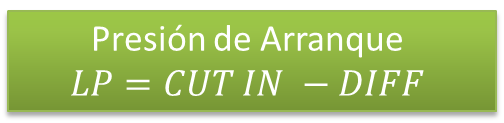 Presión de Arranque
LP = CUT IN − DIFF